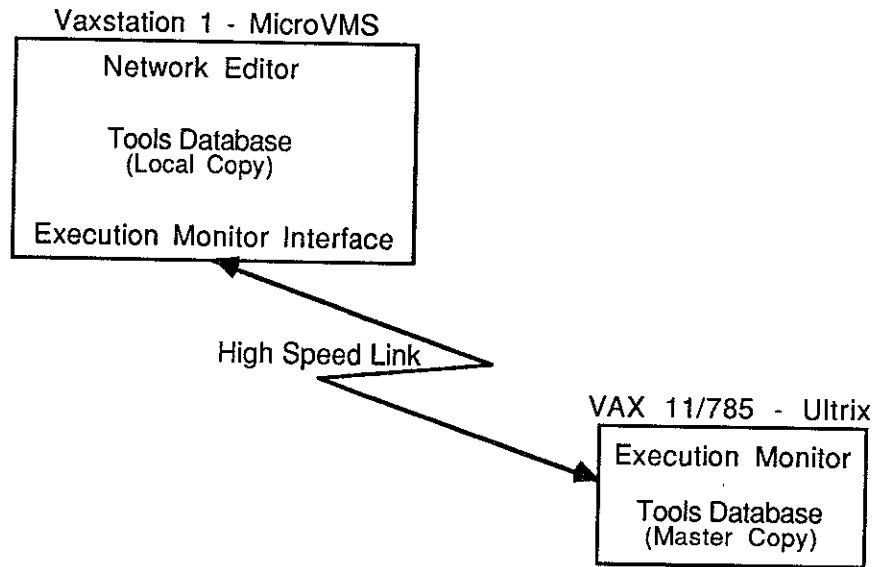 Vaxstation 1 - MicroVMS
Network Editor
Tools Database
(Local Copy)
Execution Monitor Interface
High Speed Link
VAX 11/785 - Ultrix
Execution Monitor
Tools Database
(Master Copy)